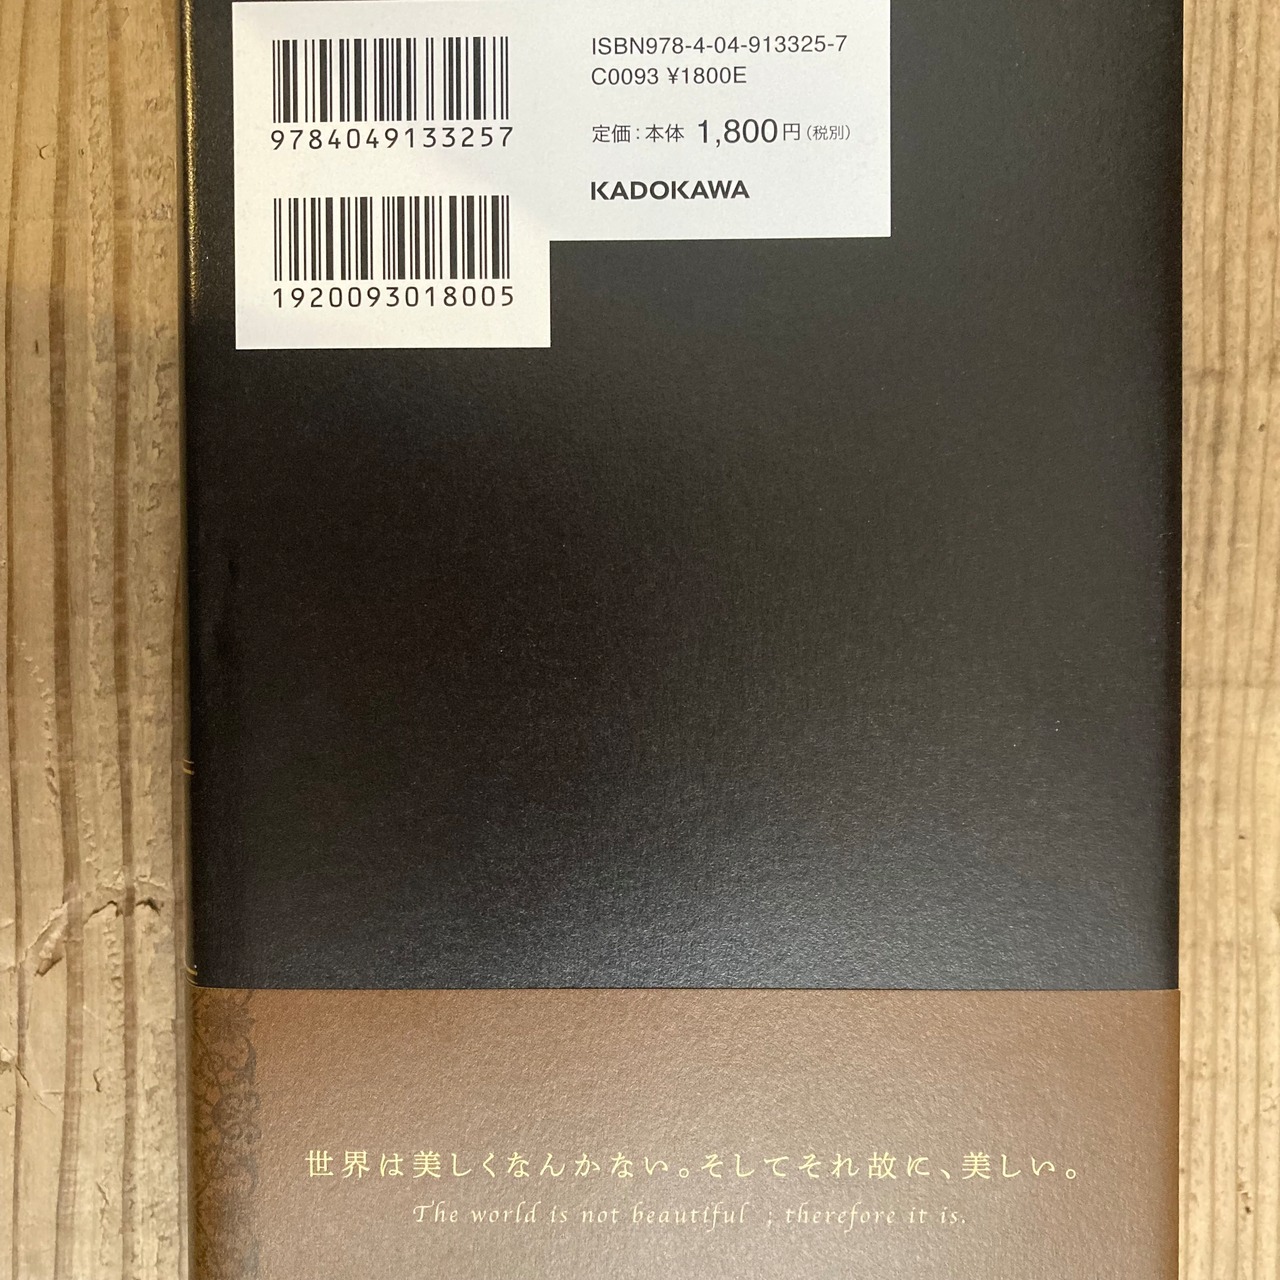 9784049133257
1920093018005
ISBN978-4-04-913325-7
C0093 ¥1800E
定価:本体 1,800円(税別)
KADOKAWA
世界は美しくなんかない。そしてそれ故に、美しい。
The world is not beautiful ; therefore it is.